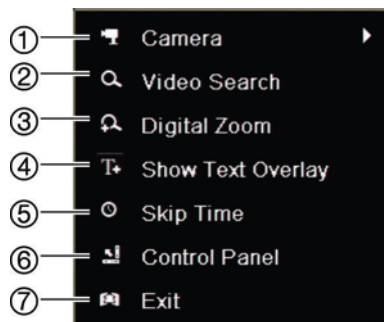 ① Camera
② Video Search
③ Digital Zoom
④ T+ Show Text Overlay
⑤ Skip Time
⑥ Control Panel
⑦ Exit